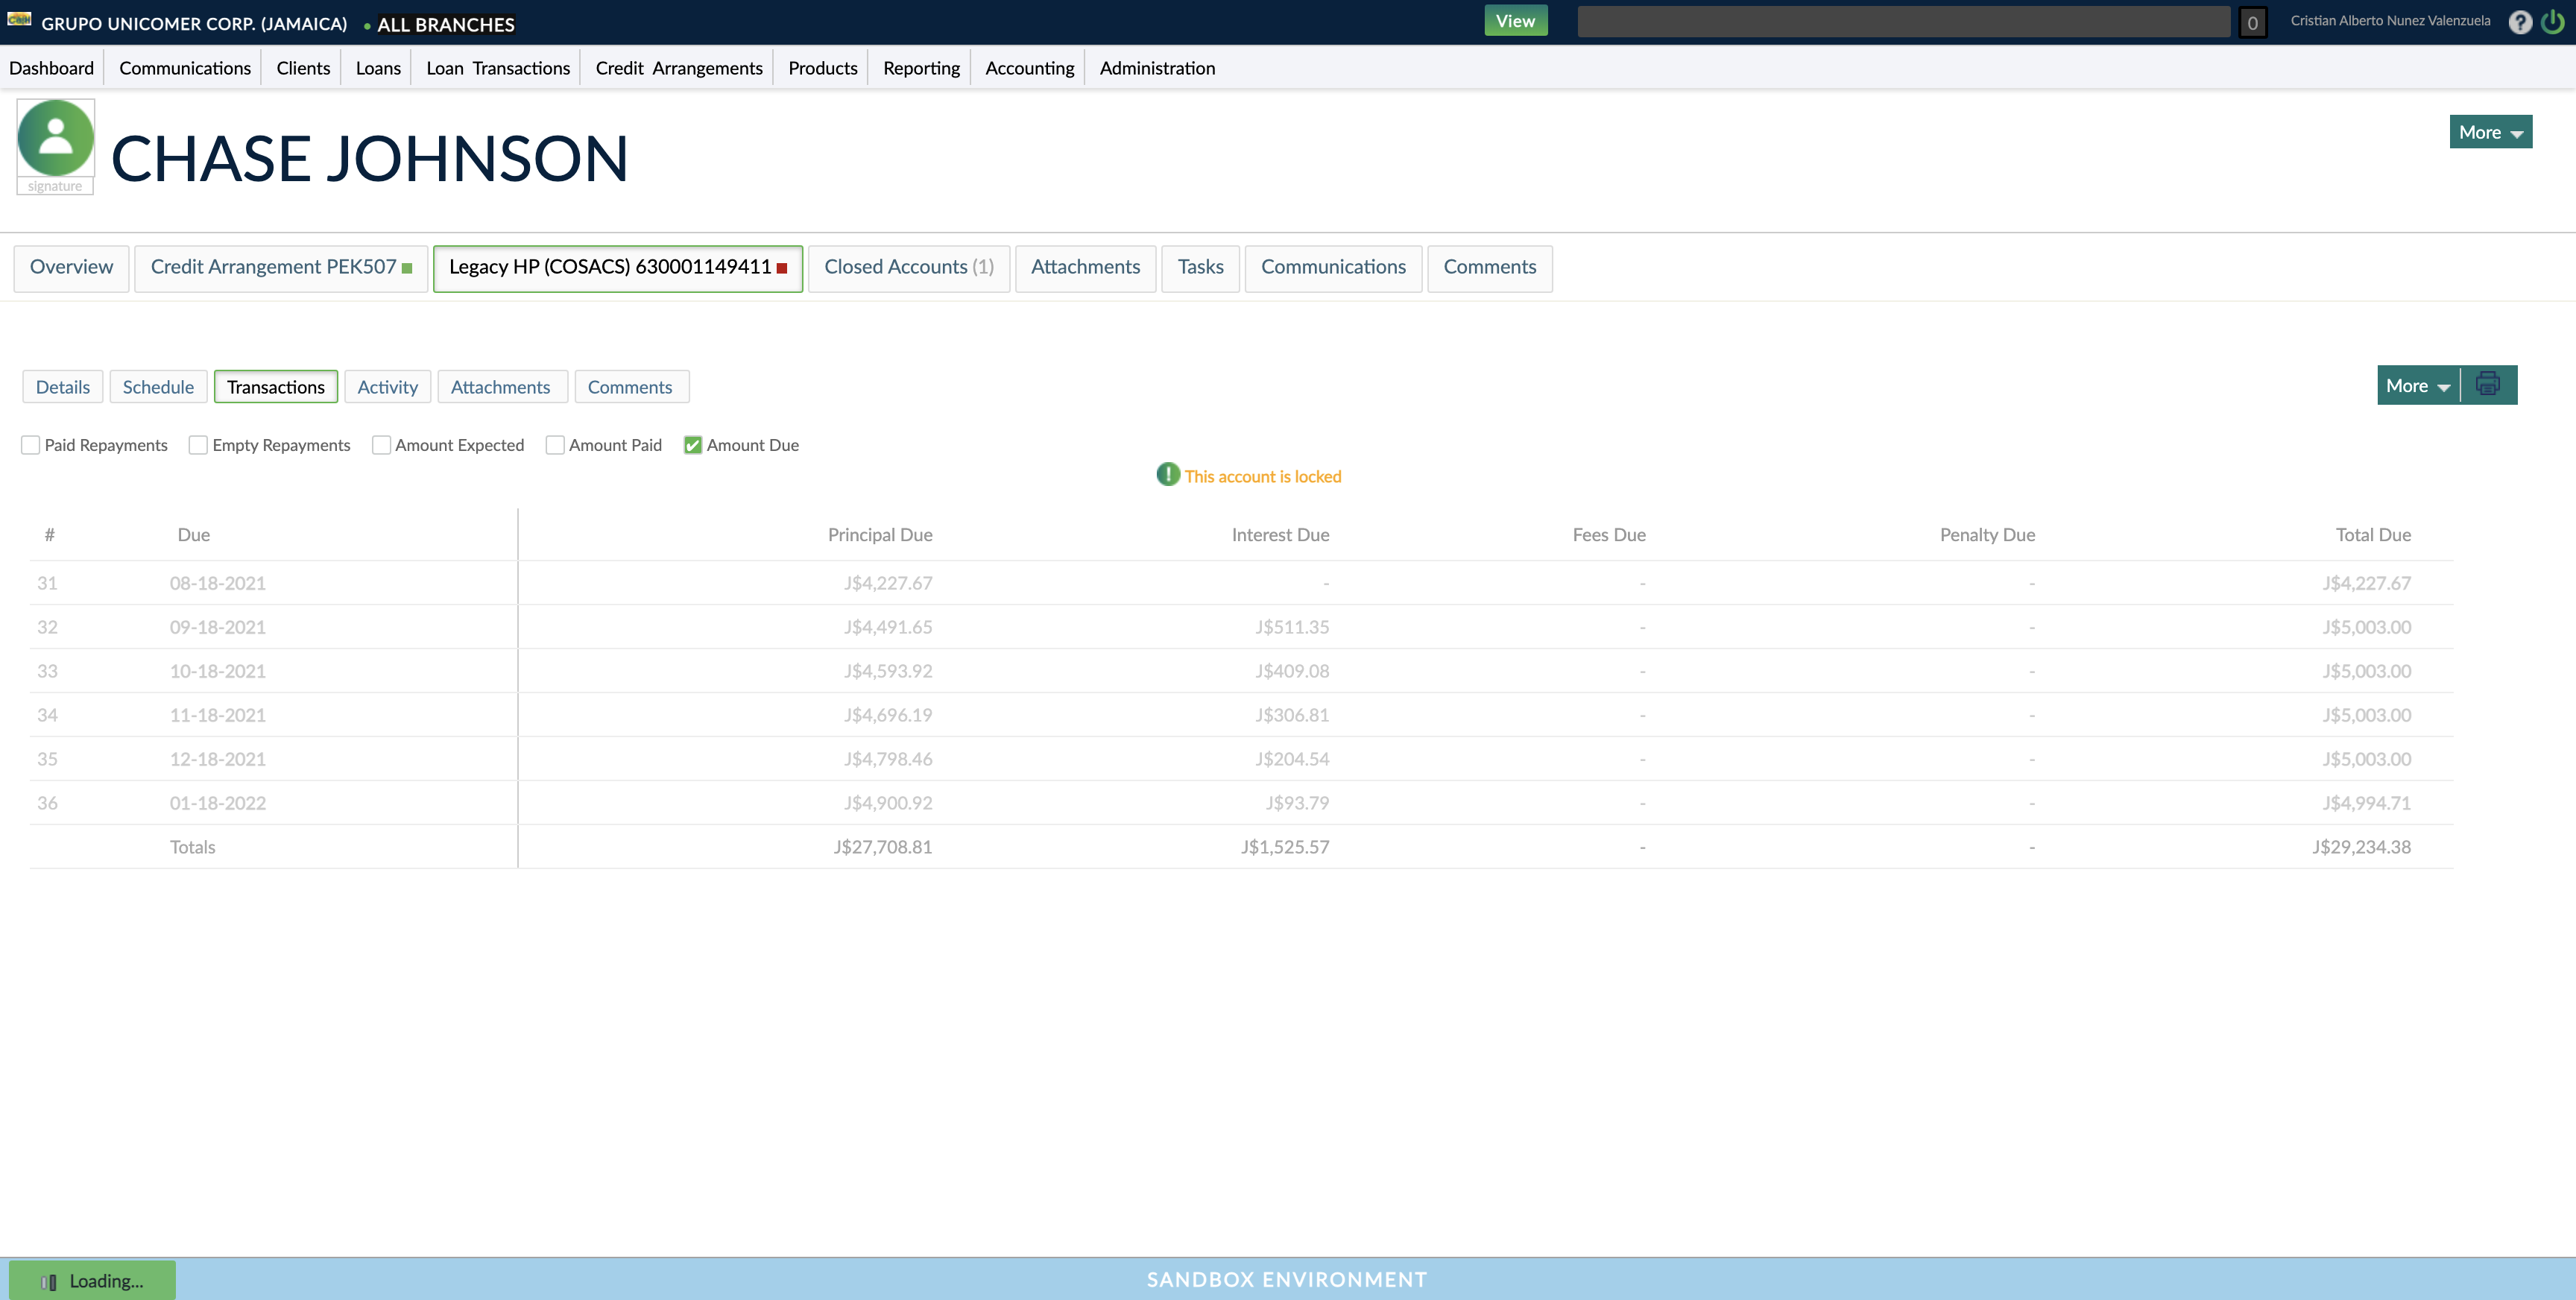 GRUPO UNICOMER CORP. (JAMAICA) • ALL BRANCHES View 0 Cristian Alberto Nunez Valenzuela ?
Dashboard Communications Clients Loans Loan Transactions Credit Arrangements Products Reporting Accounting Administration
CHASE JOHNSON More
signature
Overview Credit Arrangement PEK507 Legacy HP (COSACS) 630001149411 Closed Accounts (1) Attachments Tasks Communications Comments
Details Schedule Transactions Activity Attachments Comments More
Paid Repayments Empty Repayments Amount Expected Amount Paid Amount Due
This account is locked
# Due Principal Due Interest Due Fees Due Penalty Due Total Due
31 08-18-2021 J$4,227.67 - - - J$4,227.67
32 09-18-2021 J$4,491.65 J$511.35 - - J$5,003.00
33 10-18-2021 J$4,593.92 J$409.08 - - J$5,003.00
34 11-18-2021 J$4,696.19 J$306.81 - - J$5,003.00
35 12-18-2021 J$4,798.46 J$204.54 - - J$5,003.00
36 01-18-2022 J$4,900.92 J$93.79 - - J$4,994.71
Totals J$27,708.81 J$1,525.57 - - J$29,234.38
Loading... SANDBOX ENVIRONMENT